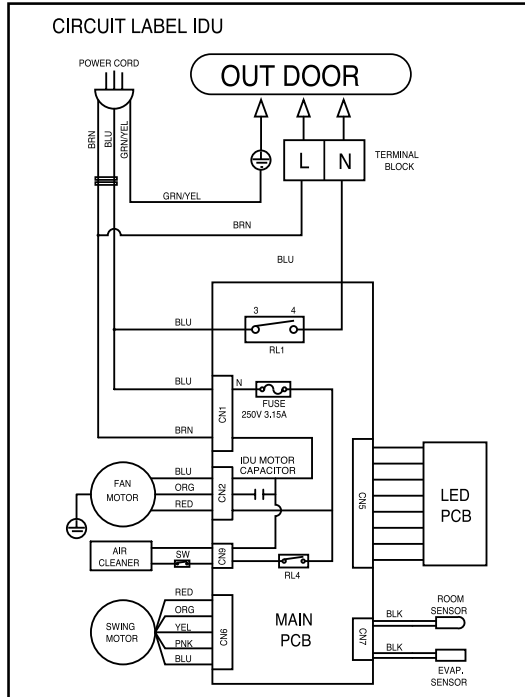 CIRCUIT LABEL IDU
POWER CORD
OUT DOOR
BRN
BLU
GRN/YEL
L
N
TERMINAL
BLOCK
GRN/YEL
BRN
BLU
3
4
BLU
RL1
BLU
N
FUSE
250V 3.15A
CN1
BRN
IDU MOTOR
CAPACITOR
BLU
FAN
MOTOR
ORG
RED
CN2
CN5
LED
PCB
AIR
CLEANER
SW
CN9
RL4
RED
ORG
SWING
MOTOR
YEL
PNK
BLU
CN6
MAIN
PCB
CN7
BLK
ROOM
SENSOR
BLK
EVAP.
SENSOR